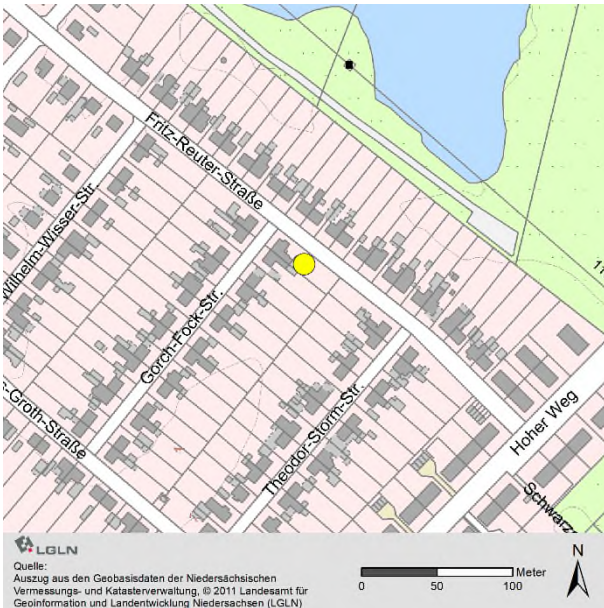 Fritz-Reuter-Straße
Wilhelm-Wisser-Str.
Gorch-Fock-Str.
-Groth-Straße
Theodor-Storm-Str.
Hoher Weg
Schwarz
LGLN
Quelle:
Auszug aus den Geobasisdaten der Niedersächsischen
Vermessungs- und Katasterverwaltung, © 2011 Landesamt für
Geoinformation und Landentwicklung Niedersachsen (LGLN)
0 50 100 Meter
N